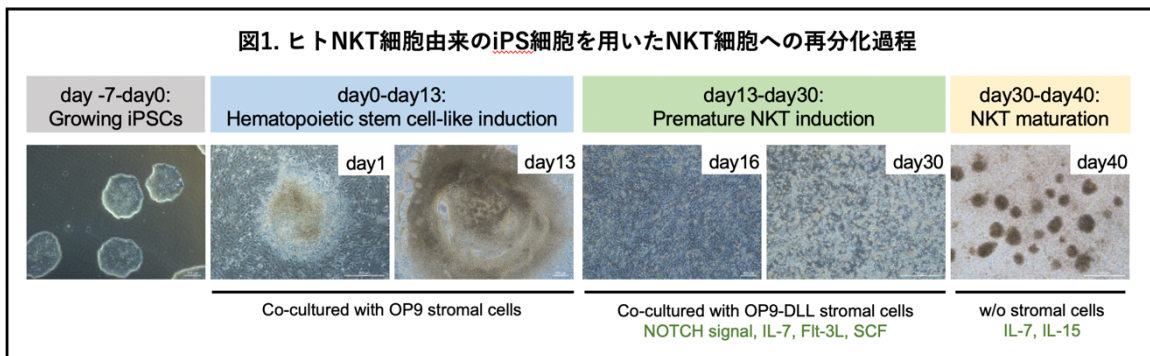 図1. ヒトNKT細胞由来のiPS細胞を用いたNKT細胞への再分化過程
day -7-day0:
Growing iPSCs
day0-day13:
Hematopoietic stem cell-like induction
day13-day30:
Premature NKT induction
day30-day40:
NKT maturation
day1
day13
day16
day30
day40
Co-cultured with OP9 stromal cells
Co-cultured with OP9-DLL stromal cells
NOTCH signal, IL-7, Flt-3L, SCF
w/o stromal cells
IL-7, IL-15